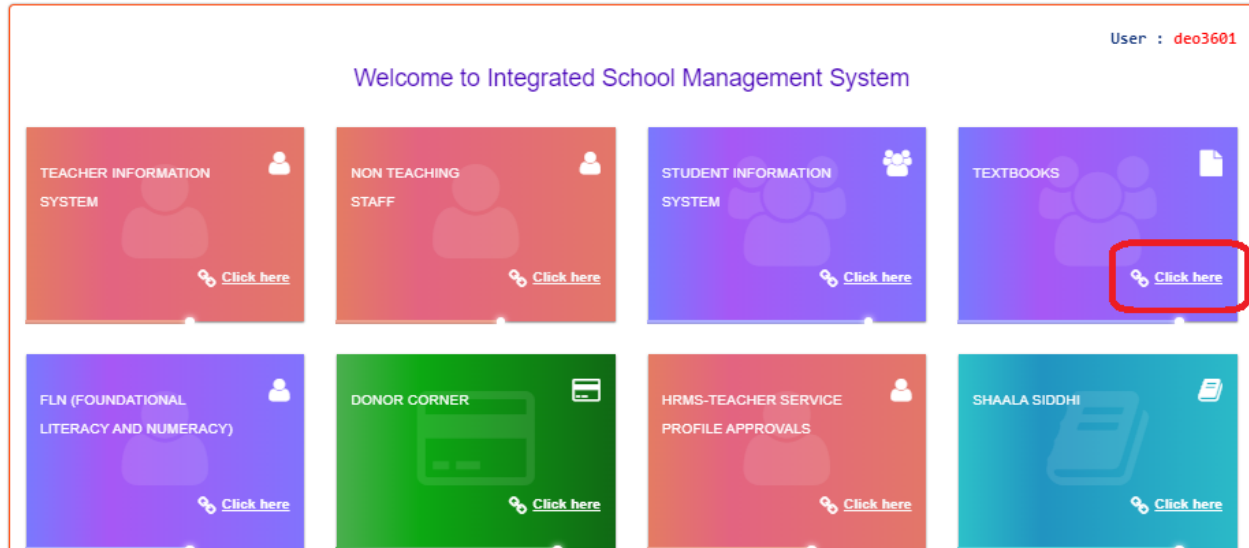 User : deo3601
Welcome to Integrated School Management System
TEACHER INFORMATION
SYSTEM
Click here
NON TEACHING
STAFF
Click here
STUDENT INFORMATION
SYSTEM
Click here
TEXTBOOKS
Click here
FLN (FOUNDATIONAL
LITERACY AND NUMERACY)
Click here
DONOR CORNER
Click here
HRMS-TEACHER SERVICE
PROFILE APPROVALS
Click here
SHAALA SIDDHI
Click here